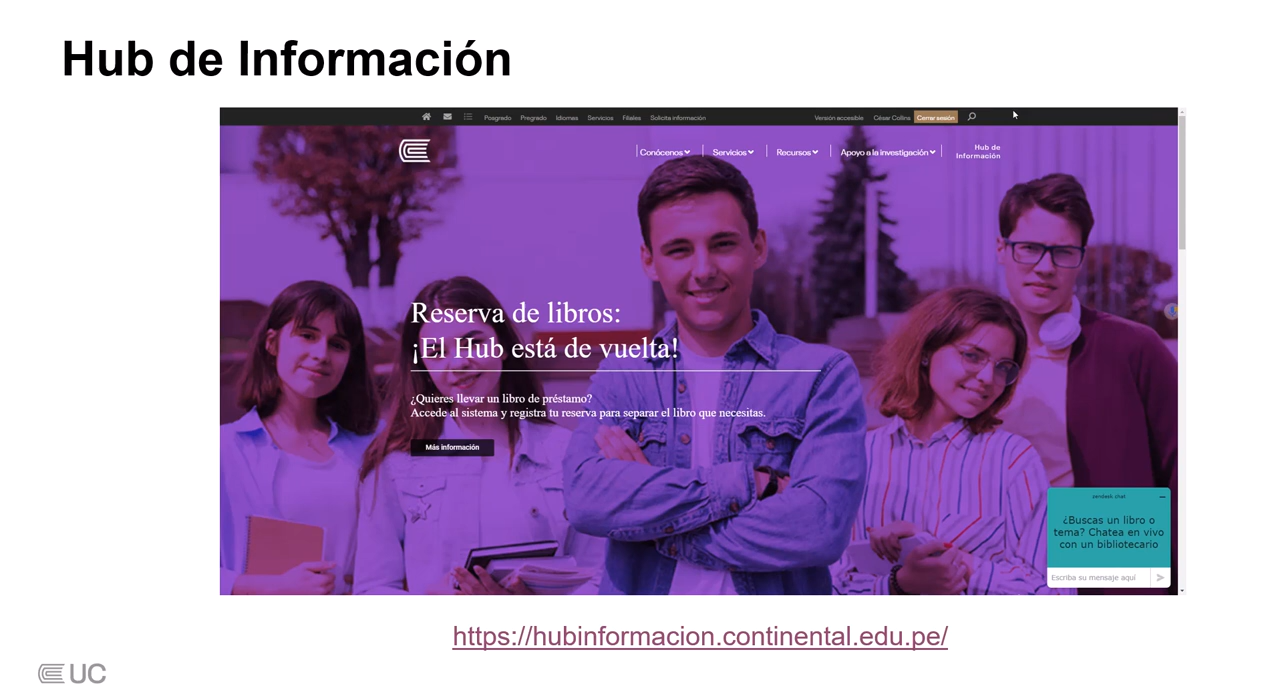 Hub de Información
Posgrado Pregrado Idiomas Servicios Filiales Solicita información Versión accesible César Collins Cerrar sesión
Conócenos Servicios Recursos Apoyo a la investigación Hub de
Información
Reserva de libros:
¡El Hub está de vuelta!
¿Quieres llevar un libro de préstamo?
Accede al sistema y registra tu reserva para separar el libro que necesitas.
Más información
zendesk chat
¿Buscas un libro o
tema? Chatea en vivo
con un bibliotecario
Escriba su mensaje aquí
https://hubinformacion.continental.edu.pe/
UC